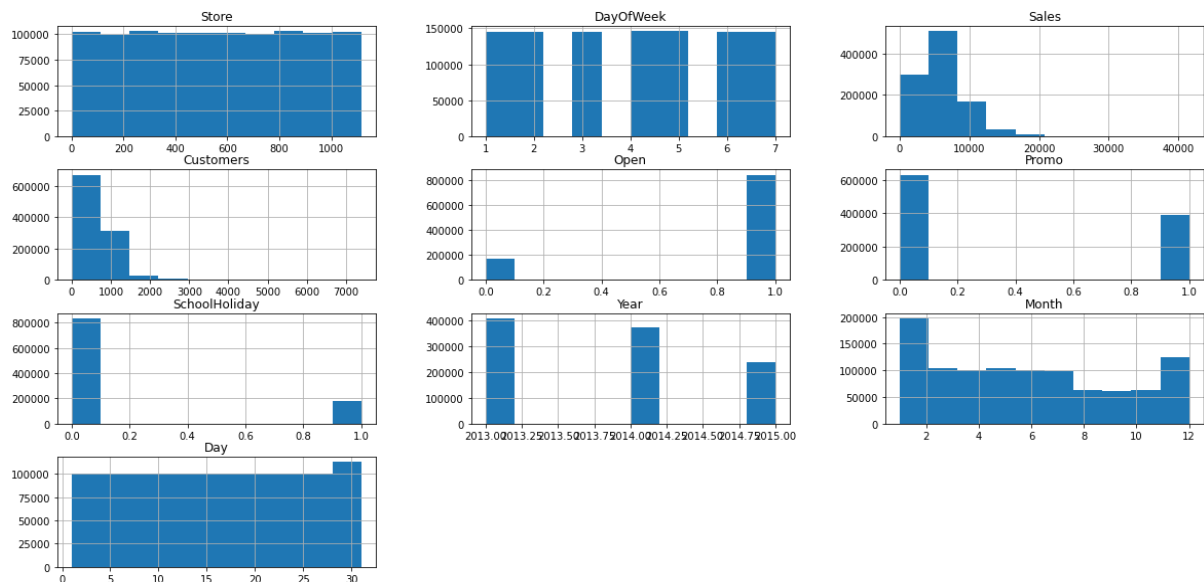 Store
DayOfWeek
Sales
100000
75000
50000
25000
0
0 200 400 600 800 1000
150000
100000
50000
0
1 2 3 4 5 6 7
400000
200000
0
0 10000 20000 30000 40000
Customers
Open
Promo
600000
400000
200000
0
0 1000 2000 3000 4000 5000 6000 7000
800000
600000
400000
200000
0
0.0 0.2 0.4 0.6 0.8 1.0
600000
400000
200000
0
0.0 0.2 0.4 0.6 0.8 1.0
SchoolHoliday
Year
Month
800000
600000
400000
200000
0
0.0 0.2 0.4 0.6 0.8 1.0
400000
300000
200000
100000
0
2013.00 2013.25 2013.50 2013.75 2014.00 2014.25 2014.50 2014.75 2015.00
200000
150000
100000
50000
0
2 4 6 8 10 12
Day
100000
75000
50000
25000
0
0 5 10 15 20 25 30